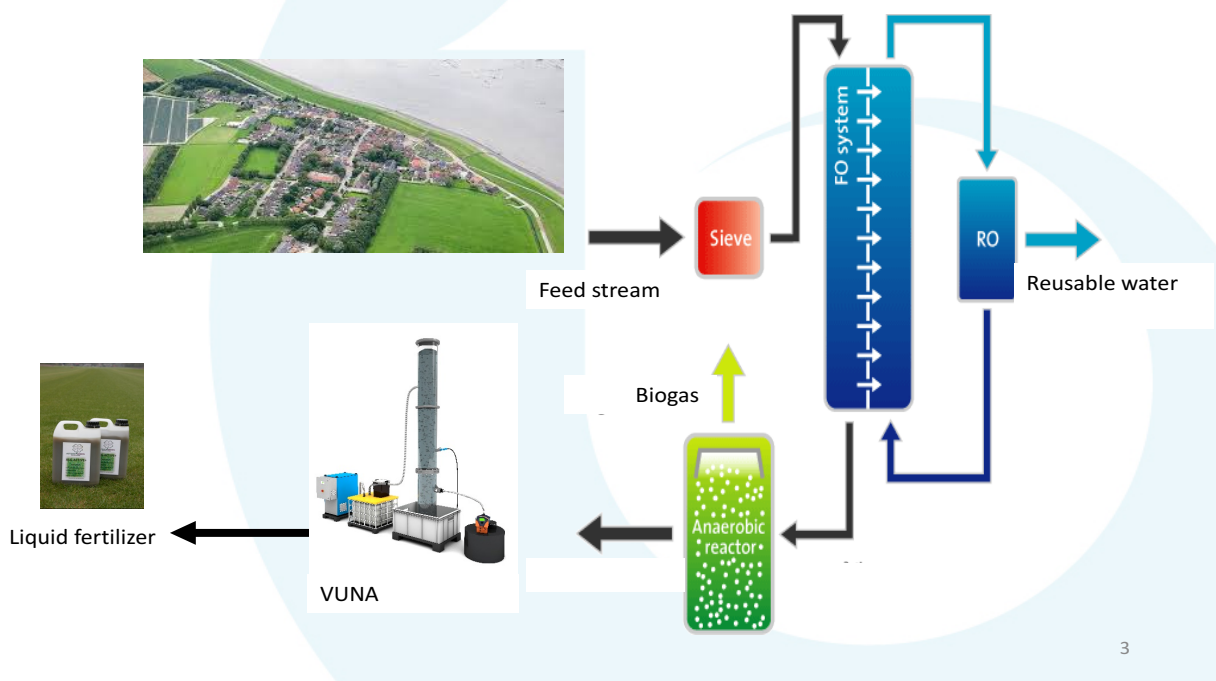 FO system
Sieve
RO
Feed stream
Reusable water
Biogas
Anaerobic
reactor
Liquid fertilizer
VUNA
3